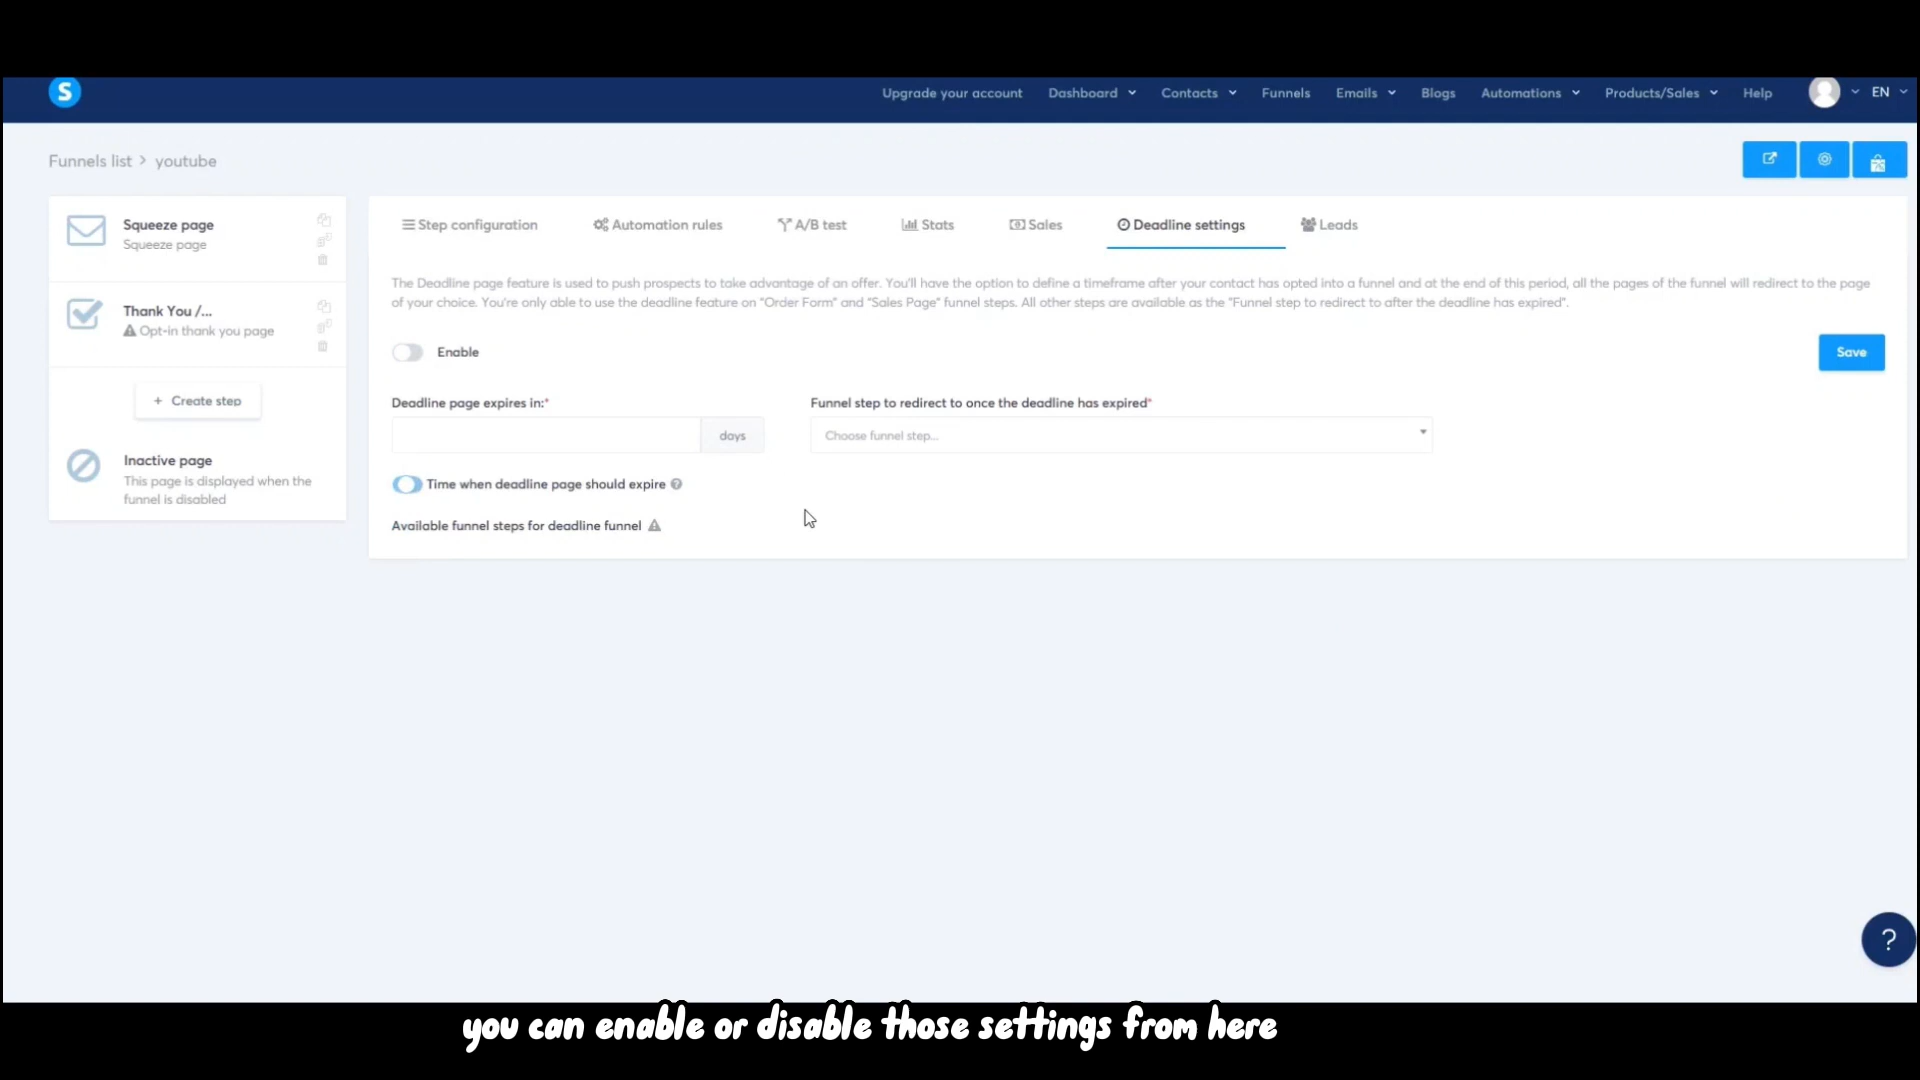 S
Upgrade your account Dashboard Contacts Funnels Emails Blogs Automations Products/Sales Help EN
Funnels list > youtube
Squeeze page
Squeeze page
Thank You /...
Opt-in thank you page
+ Create step
Inactive page
This page is displayed when the
funnel is disabled
Step configuration Automation rules A/B test Stats Sales Deadline settings Leads
The Deadline page feature is used to push prospects to take advantage of an offer. You'll have the option to define a timeframe after your contact has opted into a funnel and at the end of this period, all the pages of the funnel will redirect to the page
of your choice. You're only able to use the deadline feature on "Order Form" and "Sales Page" funnel steps. All other steps are available as the "Funnel step to redirect to after the deadline has expired".
Enable
Save
Deadline page expires in:* Funnel step to redirect to once the deadline has expired*
days Choose funnel step...
Time when deadline page should expire ?
Available funnel steps for deadline funnel
?
you can enable or disable those settings from here